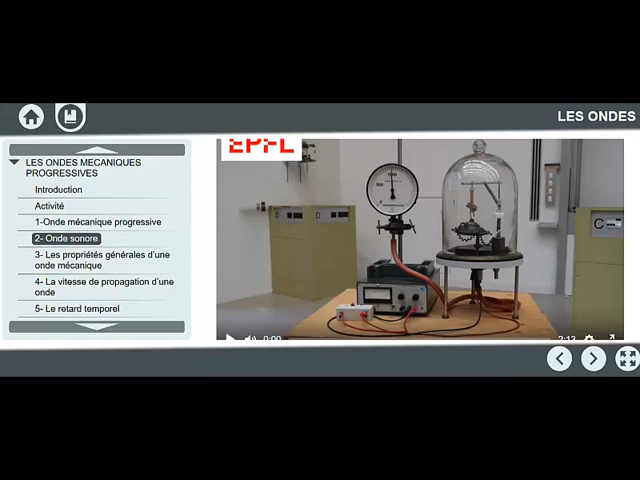 LES ONDES
LES ONDES MECANIQUES
PROGRESSIVES
Introduction
Activité
1-Onde mécanique progressive
2- Onde sonore
3- Les propriétés générales d'une
onde mécanique
4- La vitesse de propagation d'une
onde
5- Le retard temporel
EPFL
500
1000
0:00
2:12